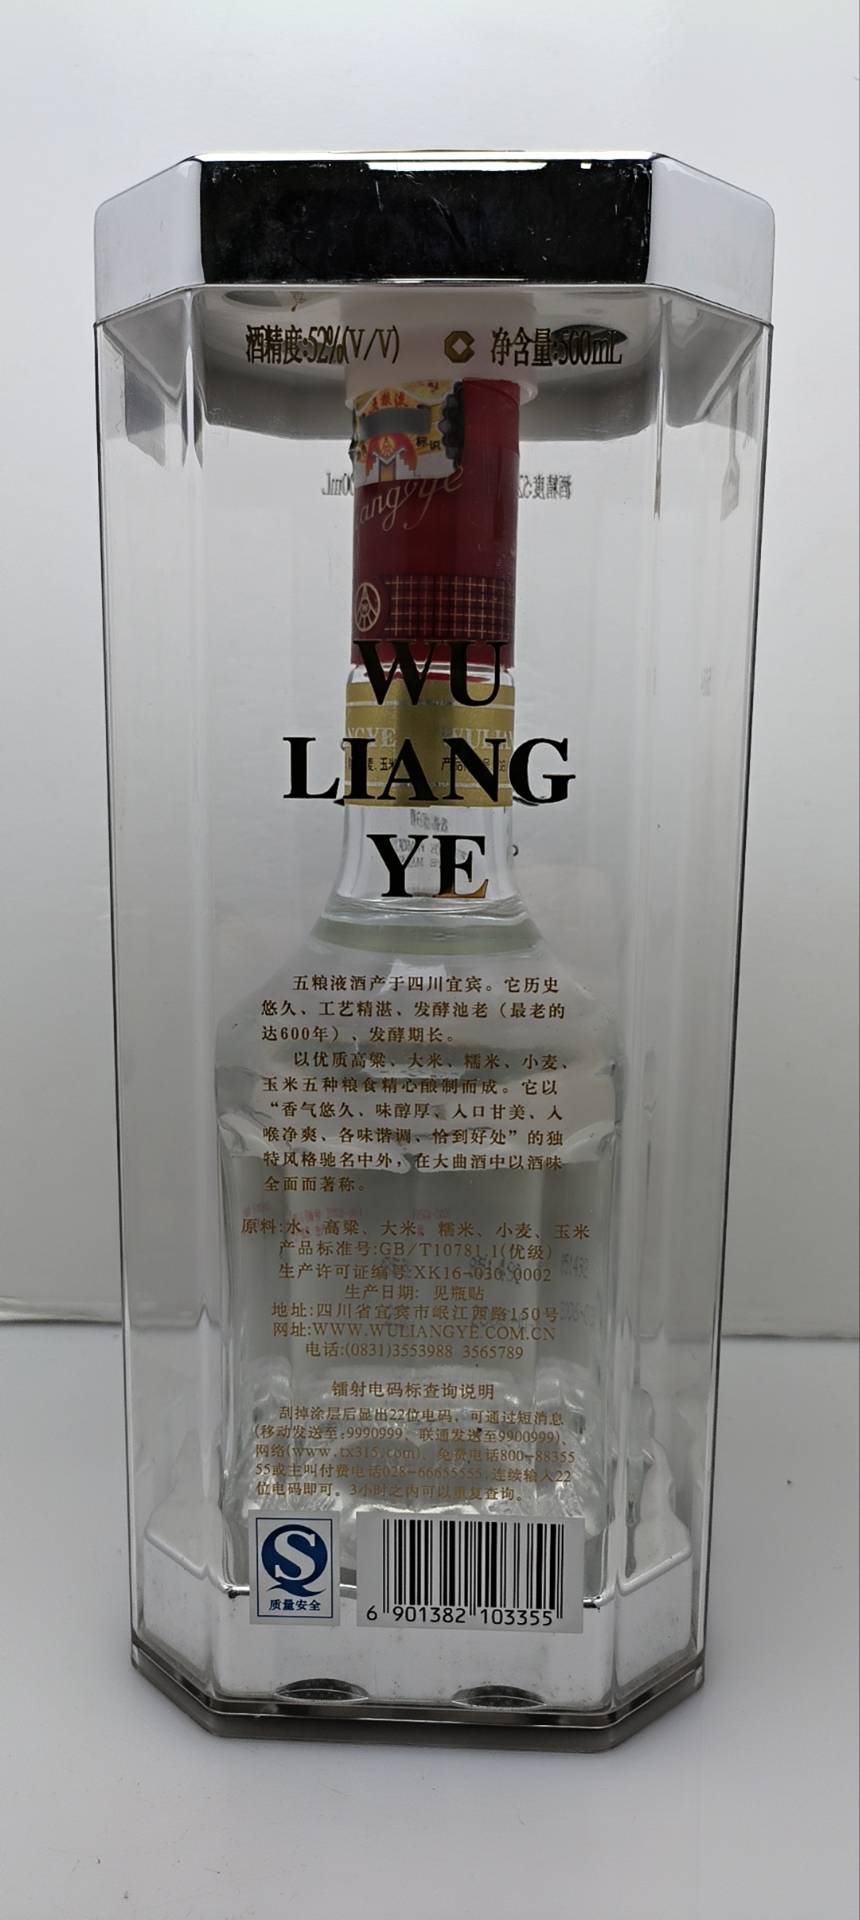 酒精度:52%(V/V) 净含量:500mL
标识
WU
LIANG
YE
五粮液酒产于四川宜宾。它历史
悠久、工艺精湛、发酵池老（最老的
达600年）、发酵期长。
以优质高粱、大米、糯米、小麦、
玉米五种粮食精心酿制而成。它以
“香气悠久、味醇厚、入口甘美、入
喉净爽、各味谐调、恰到好处”的独
特风格驰名中外，在大曲酒中以酒味
全面而著称。
原料:水、高粱、大米、糯米、小麦、玉米
产品标准号:GB/T10781.1(优级)
生产许可证编号:XK16-030 0002
生产日期: 见瓶贴
地址:四川省宜宾市岷江西路150号
网址:WWW.WULIANGYE.COM.CN
电话:(0831)3553988 3565789
镭射电码标查询说明
刮掉涂层后显出22位电码，可通过短消息
(移动发送至:9990999、联通发送至9900999)、
网络(www.tx315.com)、免费电话800-88355
55或主叫付费电话028-66655555,连续输入22
位电码即可。3小时之内可以重复查询。
质量安全
6 901382 103355